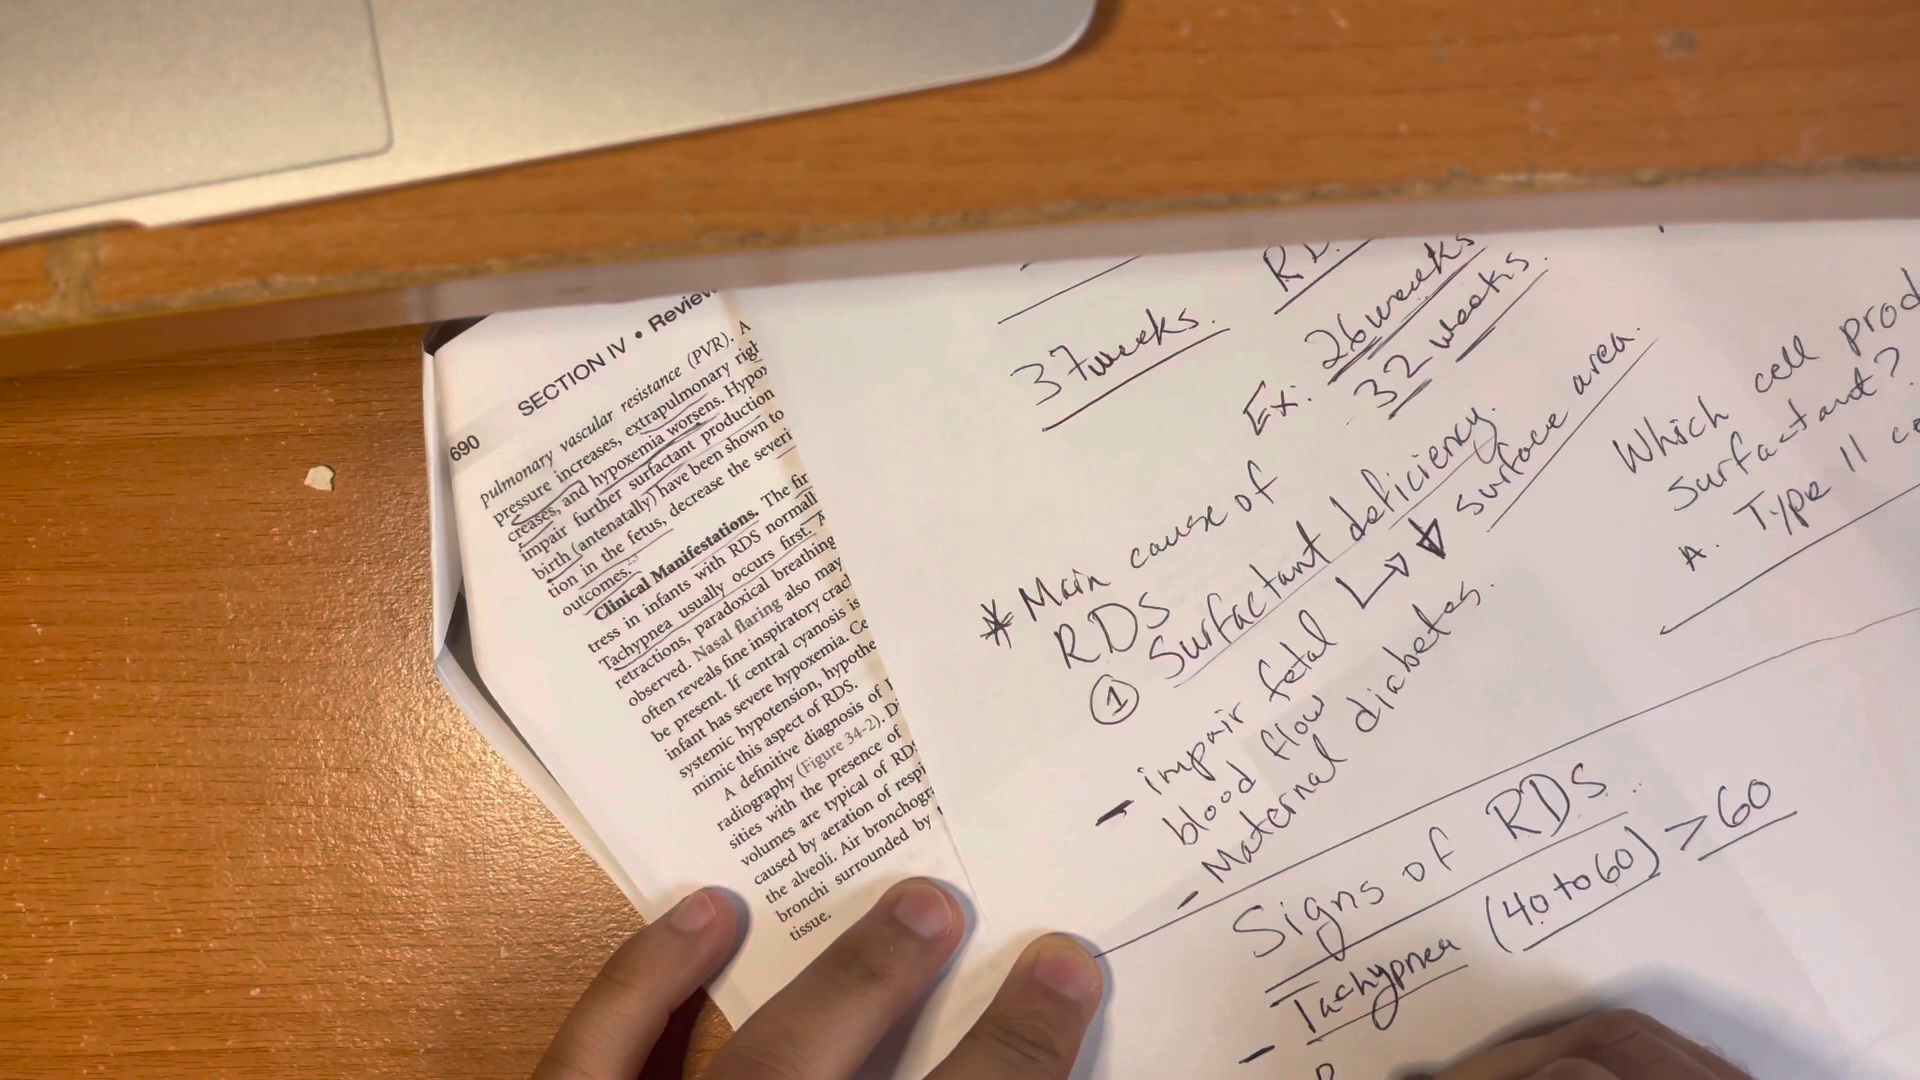 SECTION IV • Review
690
pulmonary vascular resistance (PVR). A
pressure increases, extrapulmonary righ
creases, and hypoxemia worsens. Hypox
impair further surfactant production
birth (antenatally) have been shown to
tion in the fetus, decrease the severi
outcomes.
Clinical Manifestations. The fir
tress in infants with RDS normall
Tachypnea usually occurs first. A
retractions, paradoxical breathing
observed. Nasal flaring also may
often reveals fine inspiratory crac
be present. If central cyanosis is
infant has severe hypoxemia. Ce
systemic hypotension, hypothe
mimic this aspect of RDS.
A definitive diagnosis of
radiography (Figure 34-2). D
sities with the presence of
volumes are typical of RDS
caused by aeration of respi
the alveoli. Air bronchogr
bronchi surrounded by
tissue.
37 weeks.
Ex: 26 weeks
32 weeks.
* Main cause of
RDS
① Surfactant deficiency.
↳ ↓ surface area.
- impair fetal
blood flow
- Maternal diabetes.
Which cell prod
surfactant?
A. Type II ce
Signs of RDS
- Tachypnea (40 to 60) > 60